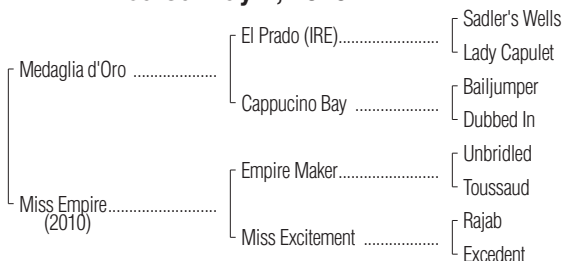 Sadler's Wells
El Prado (IRE)........................
Lady Capulet
Medaglia d'Oro ....................
Bailjumper
Cappucino Bay ....................
Dubbed In
Unbridled
Empire Maker........................
Toussaud
Miss Empire..........................
(2010)
Rajab
Miss Excitement ..................
Excedent